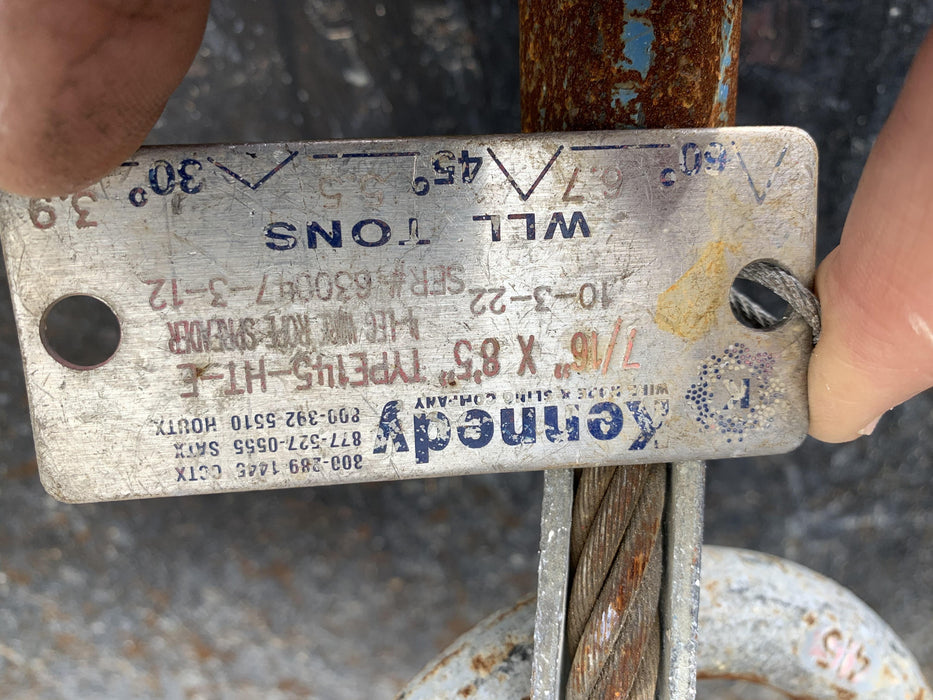 Kennedy
WIRE ROPE & SLING COMPANY
800-289 1445 CCTX
877-527-0555 SATX
800-392 5510 HOUTX
7/16" X 8'5" TYPE145-HT-E
10-3-22 4-LEG WIRE ROPE SPREADER
SER# 630047-3-12
WLL TONS
60° 6.7 45° 5.5 30° 3.9
45